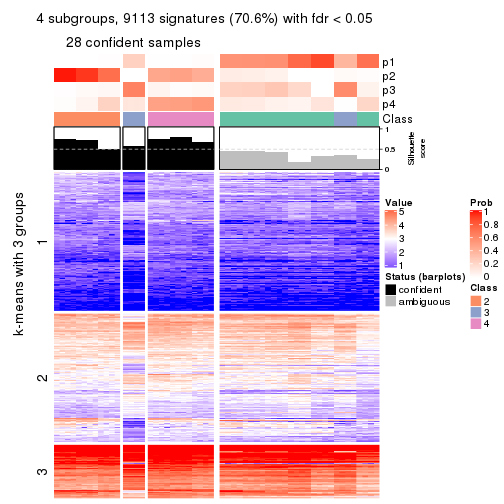 4 subgroups, 9113 signatures (70.6%) with fdr < 0.05
28 confident samples
p1
p2
p3
p4
Class
1
0.5
0
Silhouette
score
k-means with 3 groups
1
2
3
Value
5
4
3
2
1
Status (barplots)
confident
ambiguous
Prob
1
0.8
0.6
0.4
0.2
0
Class
2
3
4